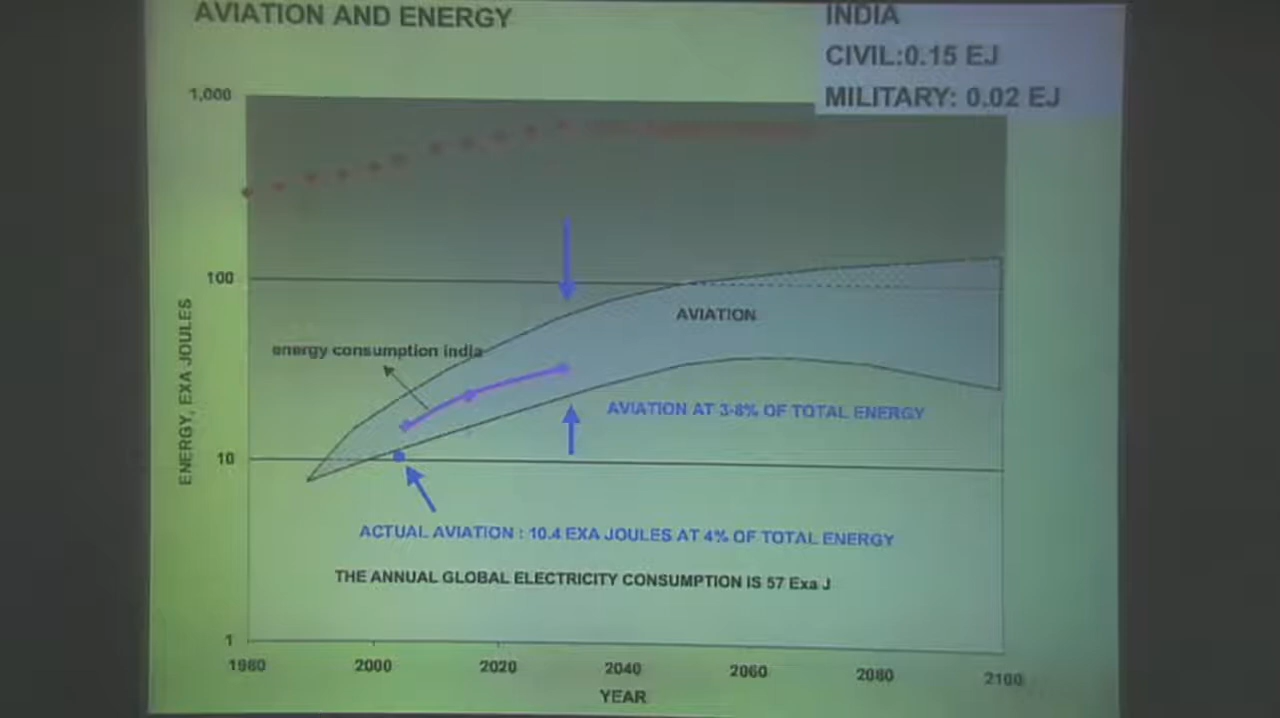 AVIATION AND ENERGY
INDIA
CIVIL:0.15 EJ
MILITARY: 0.02 EJ
1,000
100
10
1
ENERGY, EXA JOULES
energy consumption india
AVIATION
AVIATION AT 3-8% OF TOTAL ENERGY
ACTUAL AVIATION : 10.4 EXA JOULES AT 4% OF TOTAL ENERGY
THE ANNUAL GLOBAL ELECTRICITY CONSUMPTION IS 57 Exa J
1980 2000 2020 2040 2060 2080 2100
YEAR